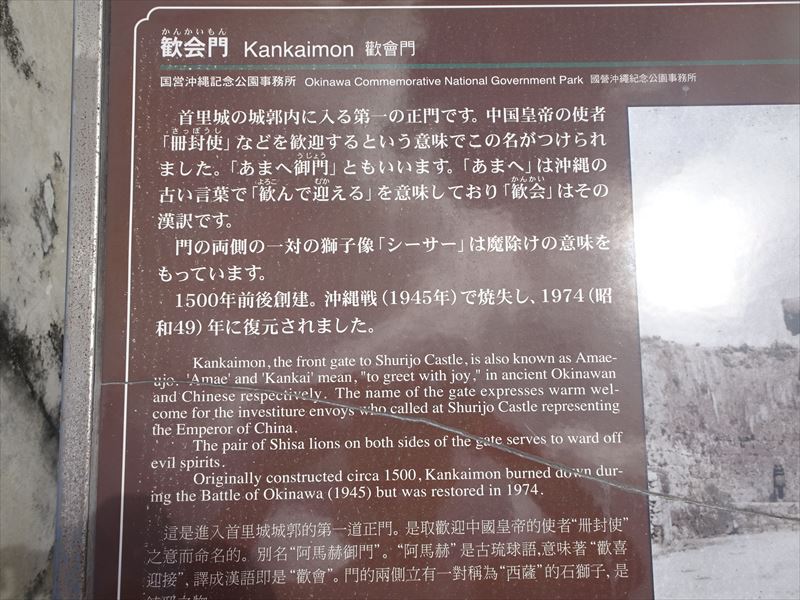 かんかいもん
歓会門 Kankaimon 歡會門
国営沖縄記念公園事務所 Okinawa Commemorative National Government Park 國營沖繩紀念公園事務所
首里城の城郭内に入る第一の正門です。中国皇帝の使者
さっぽうし
「冊封使」などを歓迎するという意味でこの名がつけられ
うじょう
ました。「あまへ御門」ともいいます。「あまへ」は沖縄の
よろこ むか かんかい
古い言葉で「歓んで迎える」を意味しており「歓会」はその
漢訳です。
門の両側の一対の獅子像「シーサー」は魔除けの意味を
もっています。
1500年前後創建。沖縄戦（1945年）で焼失し、1974（昭
和49）年に復元されました。
Kankaimon, the front gate to Shurijo Castle, is also known as Amae-
ujo. 'Amae' and 'Kankai' mean, "to greet with joy," in ancient Okinawan
and Chinese respectively. The name of the gate expresses warm wel-
come for the investiture envoys who called at Shurijo Castle representing
the Emperor of China.
The pair of Shisa lions on both sides of the gate serves to ward off
evil spirits.
Originally constructed circa 1500, Kankaimon burned down dur-
ing the Battle of Okinawa (1945) but was restored in 1974.
這是進入首里城城郭的第一道正門。是取歡迎中國皇帝的使者“冊封使”
之意而命名的。別名“阿馬赫御門”。“阿馬赫”是古琉球語,意味著“歡喜
迎接”,譯成漢語即是“歡會”。門的兩側立有一對稱為“西薩”的石獅子,是